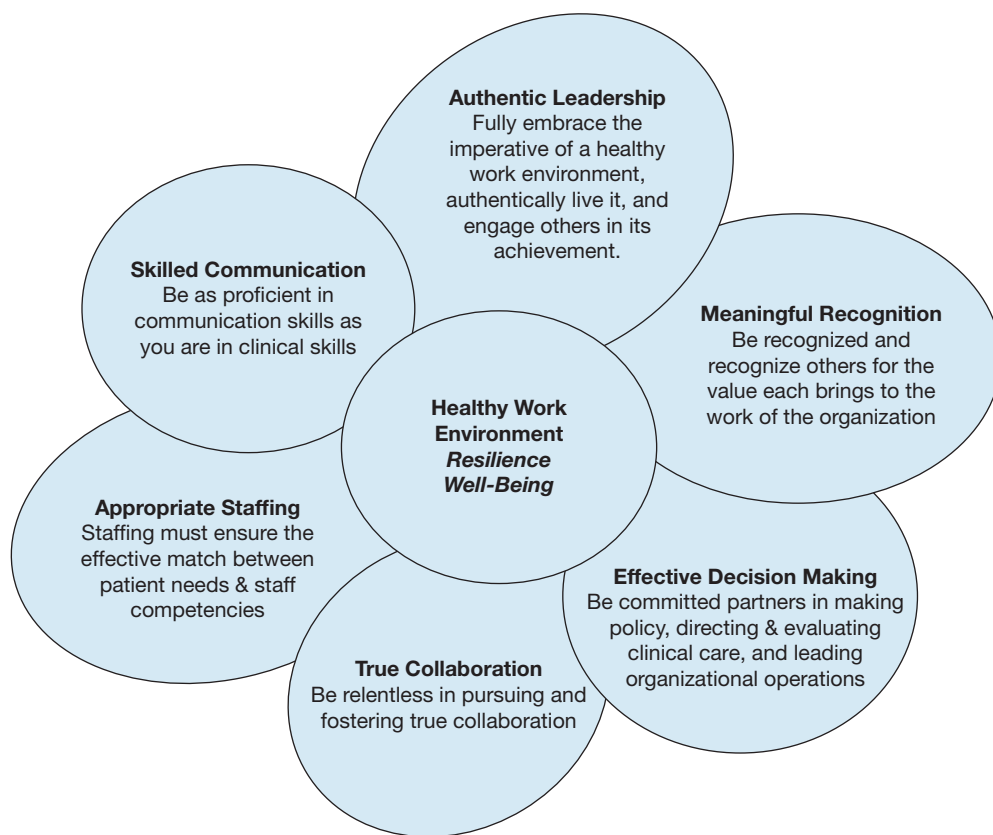 Authentic Leadership
Fully embrace the
imperative of a healthy
work environment,
authentically live it, and
engage others in its
achievement.
Skilled Communication
Be as proficient in
communication skills as
you are in clinical skills
Meaningful Recognition
Be recognized and
recognize others for the
value each brings to the
work of the organization
Healthy Work
Environment
Resilience
Well-Being
Appropriate Staffing
Staffing must ensure the
effective match between
patient needs & staff
competencies
Effective Decision Making
Be committed partners in making
policy, directing & evaluating
clinical care, and leading
organizational operations
True Collaboration
Be relentless in pursuing and
fostering true collaboration